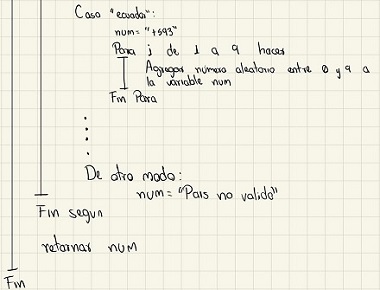 Caso "ecuador":
num = "+593"
Para j de 1 a 9 hacer
Agregar número aleatorio entre 0 y 9 a
la variable num
Fin Para
De otro modo:
num = "Pais no valido"
Fin segun
retornar num
Fin